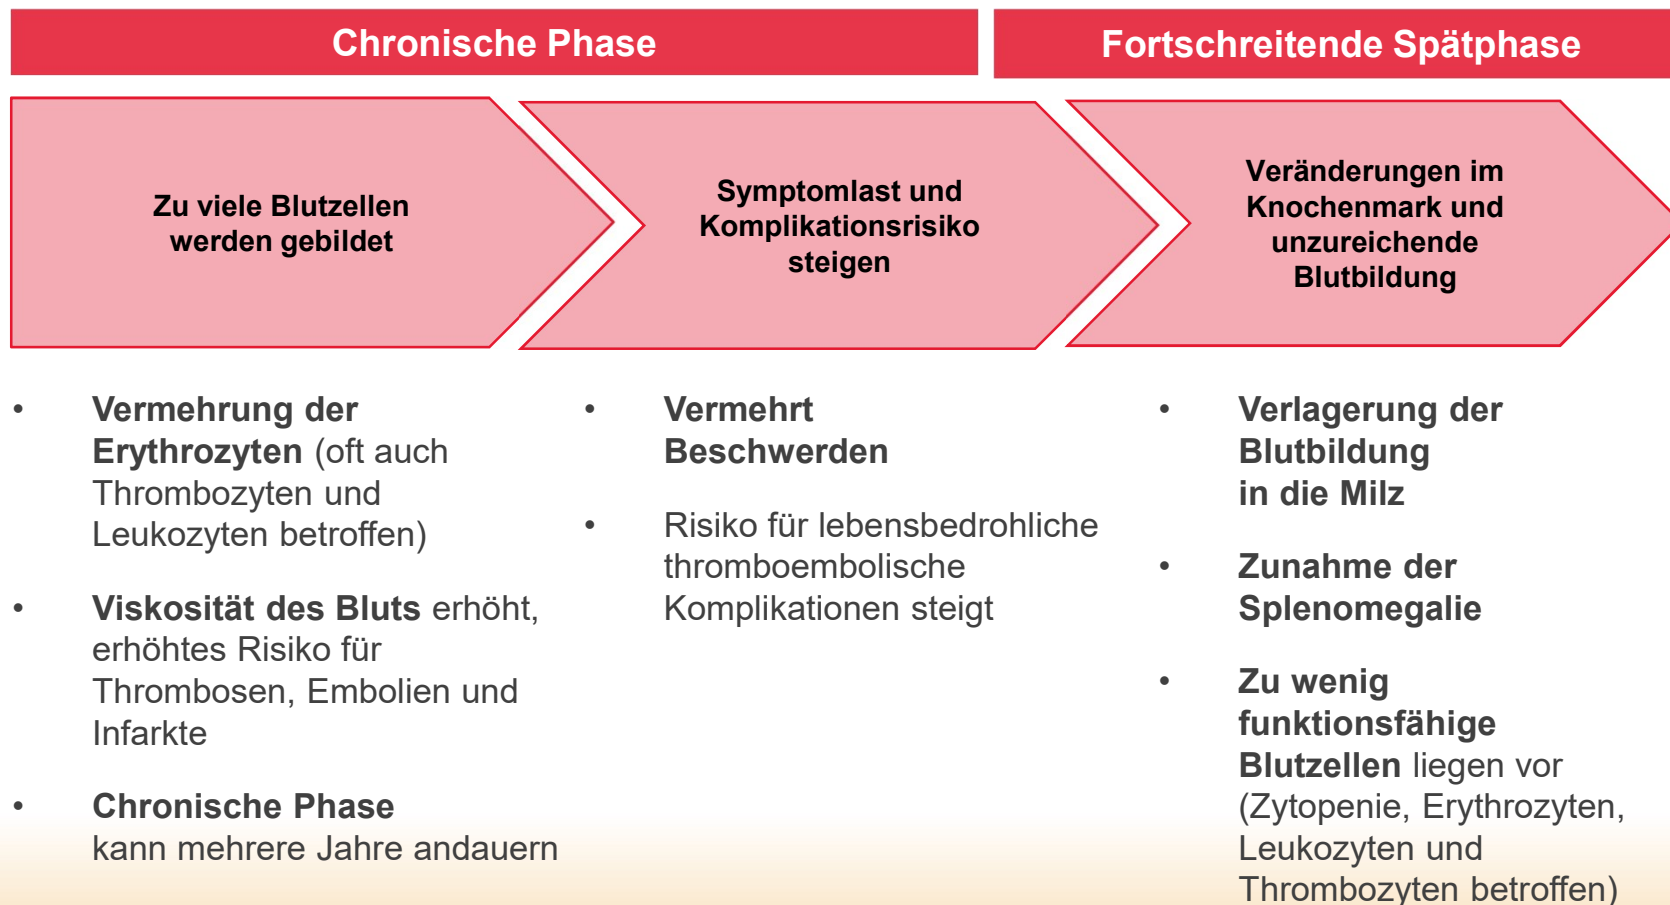 Chronische Phase
Fortschreitende Spätphase
Zu viele Blutzellen
werden gebildet
Symptomlast und
Komplikationsrisiko
steigen
Veränderungen im
Knochenmark und
unzureichende
Blutbildung
• Vermehrung der
Erythrozyten (oft auch
Thrombozyten und
Leukozyten betroffen)
• Viskosität des Bluts erhöht,
erhöhtes Risiko für
Thrombosen, Embolien und
Infarkte
• Chronische Phase
kann mehrere Jahre andauern
• Vermehrt
Beschwerden
• Risiko für lebensbedrohliche
thromboembolische
Komplikationen steigt
• Verlagerung der
Blutbildung
in die Milz
• Zunahme der
Splenomegalie
• Zu wenig
funktionsfähige
Blutzellen liegen vor
(Zytopenie, Erythrozyten,
Leukozyten und
Thrombozyten betroffen)